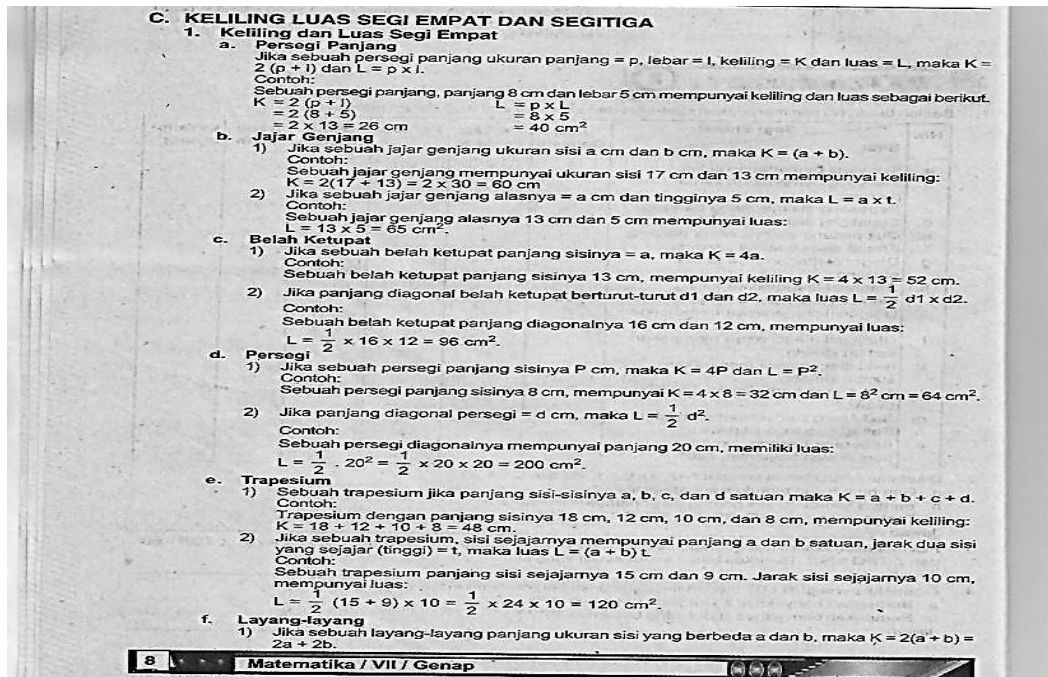 C. KELILING LUAS SEGI EMPAT DAN SEGITIGA
1. Keliling dan Luas Segi Empat
a. Persegi Panjang
Jika sebuah persegi panjang ukuran panjang = p, lebar = l, keliling = K dan luas = L, maka K =
2 (p + l) dan L = p x l.
Contoh:
Sebuah persegi panjang, panjang 8 cm dan lebar 5 cm mempunyai keliling dan luas sebagai berikut.
K = 2 (p + l) L = p x L
= 2 (8 + 5) = 8 x 5
= 2 x 13 = 26 cm = 40 cm²
b. Jajar Genjang
1) Jika sebuah jajar genjang ukuran sisi a cm dan b cm, maka K = (a + b).
Contoh:
Sebuah jajar genjang mempunyai ukuran sisi 17 cm dan 13 cm mempunyai keliling:
K = 2(17 + 13) = 2 x 30 = 60 cm
2) Jika sebuah jajar genjang alasnya = a cm dan tingginya 5 cm, maka L = a x t.
Contoh:
Sebuah jajar genjang alasnya 13 cm dan 5 cm mempunyai luas:
L = 13 x 5 = 65 cm².
c. Belah Ketupat
1) Jika sebuah belah ketupat panjang sisinya = a, maka K = 4a.
Contoh:
Sebuah belah ketupat panjang sisinya 13 cm, mempunyai keliling K = 4 x 13 = 52 cm.
2) Jika panjang diagonal belah ketupat berturut-turut d1 dan d2, maka luas L = 1/2 d1 x d2.
Contoh:
Sebuah belah ketupat panjang diagonalnya 16 cm dan 12 cm, mempunyai luas:
L = 1/2 x 16 x 12 = 96 cm².
d. Persegi
1) Jika sebuah persegi panjang sisinya P cm, maka K = 4P dan L = P².
Contoh:
Sebuah persegi panjang sisinya 8 cm, mempunyai K = 4 x 8 = 32 cm dan L = 8² cm = 64 cm².
2) Jika panjang diagonal persegi = d cm, maka L = 1/2 d².
Contoh:
Sebuah persegi diagonalnya mempunyai panjang 20 cm, memiliki luas:
L = 1/2 . 20² = 1/2 x 20 x 20 = 200 cm².
e. Trapesium
1) Sebuah trapesium jika panjang sisi-sisinya a, b, c, dan d satuan maka K = a + b + c + d.
Contoh:
Trapesium dengan panjang sisinya 18 cm, 12 cm, 10 cm, dan 8 cm, mempunyai keliling:
K = 18 + 12 + 10 + 8 = 48 cm.
2) Jika sebuah trapesium, sisi sejajarnya mempunyai panjang a dan b satuan, jarak dua sisi
yang sejajar (tinggi) = t, maka luas L = (a + b) t.
Contoh:
Sebuah trapesium panjang sisi sejajarnya 15 cm dan 9 cm. Jarak sisi sejajarnya 10 cm,
mempunyai luas:
L = 1/2 (15 + 9) x 10 = 1/2 x 24 x 10 = 120 cm².
f. Layang-layang
1) Jika sebuah layang-layang panjang ukuran sisi yang berbeda a dan b, maka K = 2(a + b) =
2a + 2b.
8 Matematika / VII / Genap